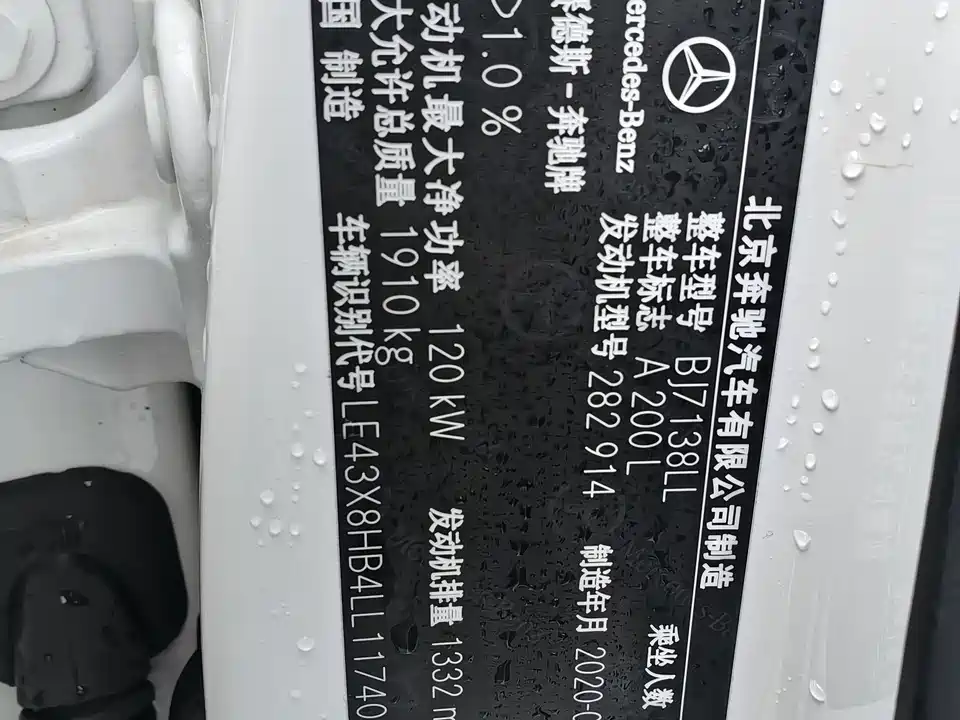 北京奔驰汽车有限公司制造
整车型号 BJ7138LL
整车标志 A 200 L 乘坐人数
发动机型号 282 914 制造年月 2020-0
Mercedes-Benz
德斯-奔驰牌
>1.0 %
动机最大净功率 120 kW 发动机排量 1332 m
大允许总质量 1910 kg
国 制造 车辆识别代号 LE43X8HB4LL11740